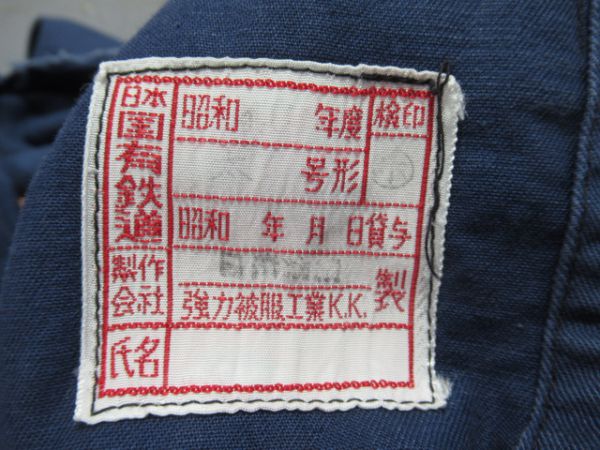 日本
国有鉄道
昭和 年度
検印
号形
昭和 年 月 日貸与
製作
会社
強力被服工業K.K.
製
氏名